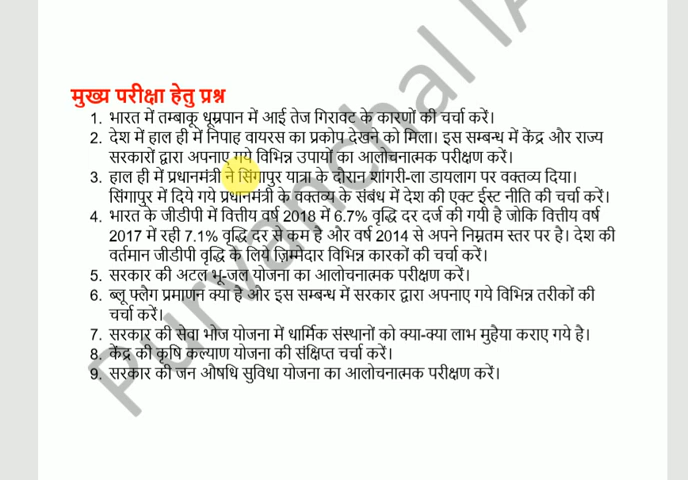 मुख्य परीक्षा हेतु प्रश्न
1. भारत में तम्बाकू धूम्रपान में आई तेज गिरावट के कारणों की चर्चा करें।
2. देश में हाल ही में निपाह वायरस का प्रकोप देखने को मिला। इस सम्बन्ध में केंद्र और राज्य
सरकारों द्वारा अपनाए गये विभिन्न उपायों का आलोचनात्मक परीक्षण करें।
3. हाल ही में प्रधानमंत्री ने सिंगापुर यात्रा के दौरान शांगरी-ला डायलाग पर वक्तव्य दिया।
सिंगापुर में दिये गये प्रधानमंत्री के वक्तव्य के संबंध में देश की एक्ट ईस्ट नीति की चर्चा करें।
4. भारत के जीडीपी में वित्तीय वर्ष 2018 में 6.7% वृद्धि दर दर्ज की गयी है जोकि वित्तीय वर्ष
2017 में रही 7.1% वृद्धि दर से कम है और वर्ष 2014 से अपने निम्नतम स्तर पर है। देश की
वर्तमान जीडीपी वृद्धि के लिये ज़िम्मेदार विभिन्न कारकों की चर्चा करें।
5. सरकार की अटल भू-जल योजना का आलोचनात्मक परीक्षण करें।
6. ब्लू फ्लैग प्रमाणन क्या है और इस सम्बन्ध में सरकार द्वारा अपनाए गये विभिन्न तरीकों की
चर्चा करें।
7. सरकार की सेवा भोज योजना में धार्मिक संस्थानों को क्या-क्या लाभ मुहैया कराए गये है।
8. केंद्र की कृषि कल्याण योजना की संक्षिप्त चर्चा करें।
9. सरकार की जन औषधि सुविधा योजना का आलोचनात्मक परीक्षण करें।
Purvanchal IA